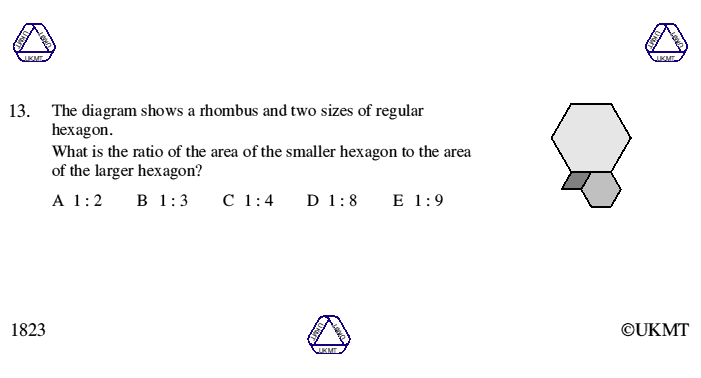 UKMT UKMT UKMT
UKMT UKMT UKMT
13. The diagram shows a rhombus and two sizes of regular
hexagon.
What is the ratio of the area of the smaller hexagon to the area
of the larger hexagon?
A 1 : 2 B 1 : 3 C 1 : 4 D 1 : 8 E 1 : 9
1823
UKMT UKMT UKMT
©UKMT